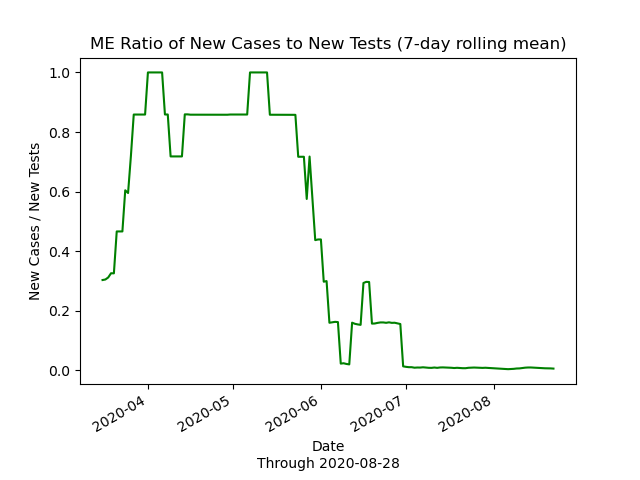 ME Ratio of New Cases to New Tests (7-day rolling mean)
New Cases / New Tests
1.0
0.8
0.6
0.4
0.2
0.0
2020-04
2020-05
2020-06
2020-07
2020-08
Date
Through 2020-08-28